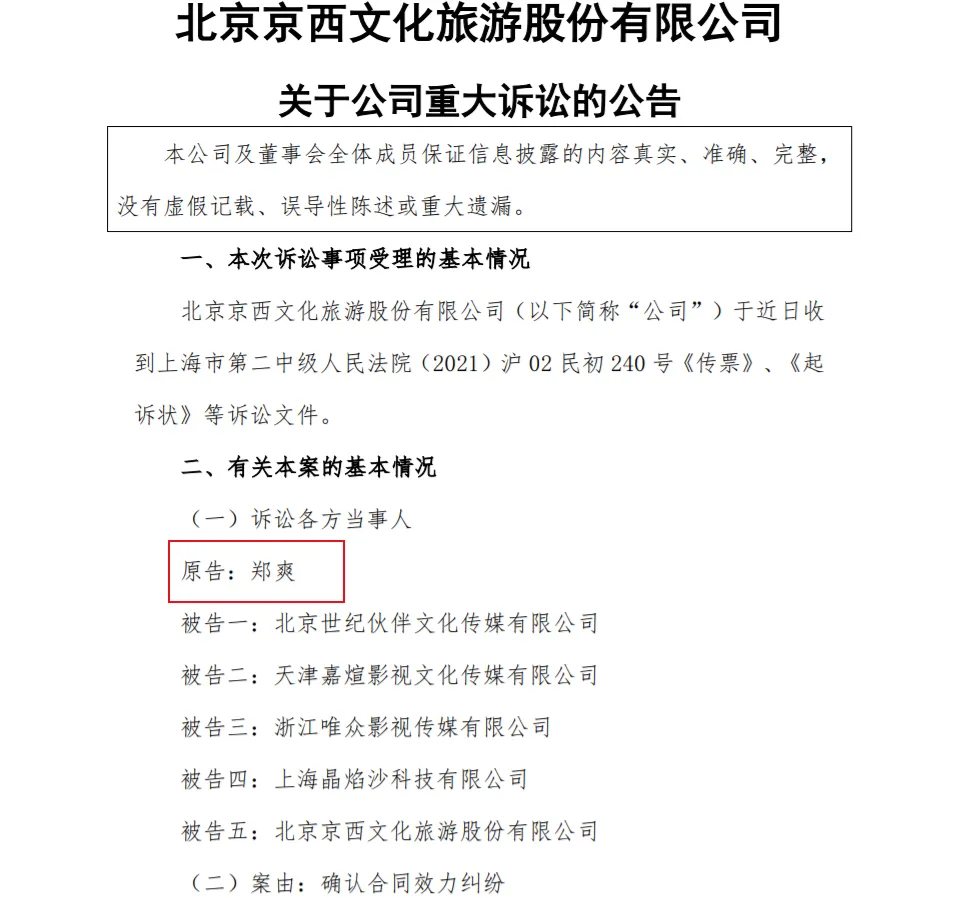 北京京西文化旅游股份有限公司
关于公司重大诉讼的公告
本公司及董事会全体成员保证信息披露的内容真实、准确、完整，
没有虚假记载、误导性陈述或重大遗漏。
一、本次诉讼事项受理的基本情况
北京京西文化旅游股份有限公司（以下简称“公司”）于近日收
到上海市第二中级人民法院（2021）沪 02 民初 240 号《传票》、《起
诉状》等诉讼文件。
二、有关本案的基本情况
（一）诉讼各方当事人
原告：郑爽
被告一：北京世纪伙伴文化传媒有限公司
被告二：天津嘉煊影视文化传媒有限公司
被告三：浙江唯众影视传媒有限公司
被告四：上海晶焰沙科技有限公司
被告五：北京京西文化旅游股份有限公司
（二）案由：确认合同效力纠纷